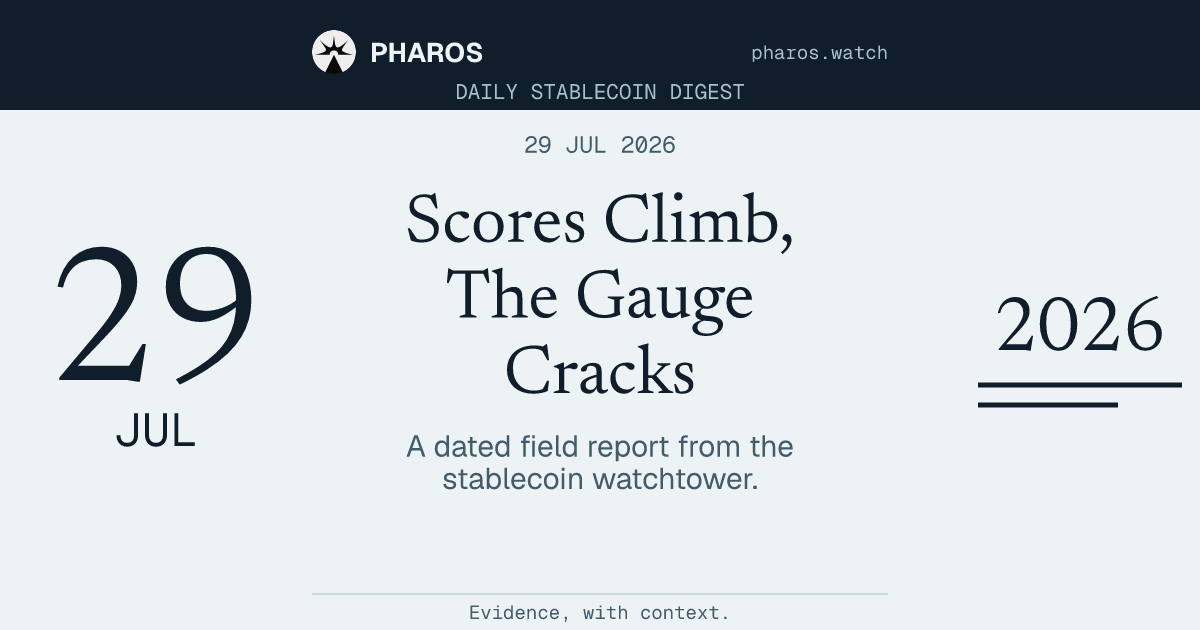 PHAROS
pharos.watch
DAILY STABLECOIN DIGEST
29 JUL 2026
29
JUL
Scores Climb,
The Gauge
Cracks
2026
A dated field report from the
stablecoin watchtower.
Evidence, with context.